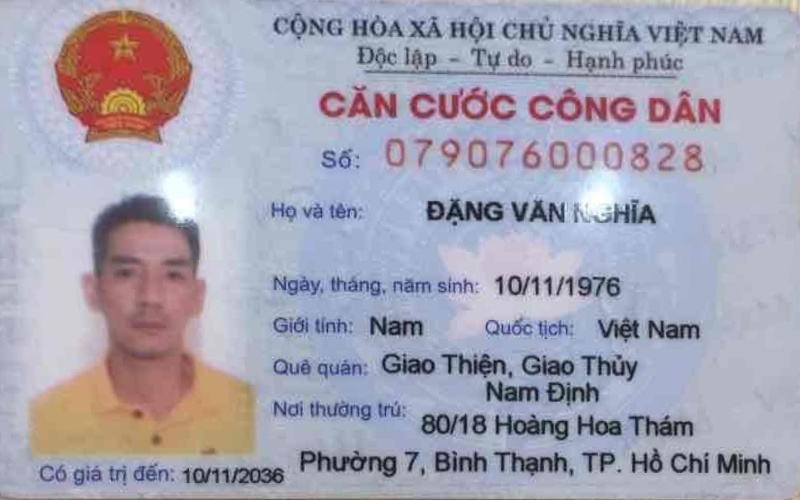 CỘNG HÒA XÃ HỘI CHỦ NGHĨA VIỆT NAM
Độc lập - Tự do - Hạnh phúc
CĂN CƯỚC CÔNG DÂN
Số: 079076000828
Họ và tên: ĐẶNG VĂN NGHĨA
Ngày, tháng, năm sinh: 10/11/1976
Giới tính: Nam Quốc tịch: Việt Nam
Quê quán: Giao Thiện, Giao Thủy
Nam Định
Nơi thường trú: 80/18 Hoàng Hoa Thám
Phường 7, Bình Thạnh, TP. Hồ Chí Minh
Có giá trị đến: 10/11/2036